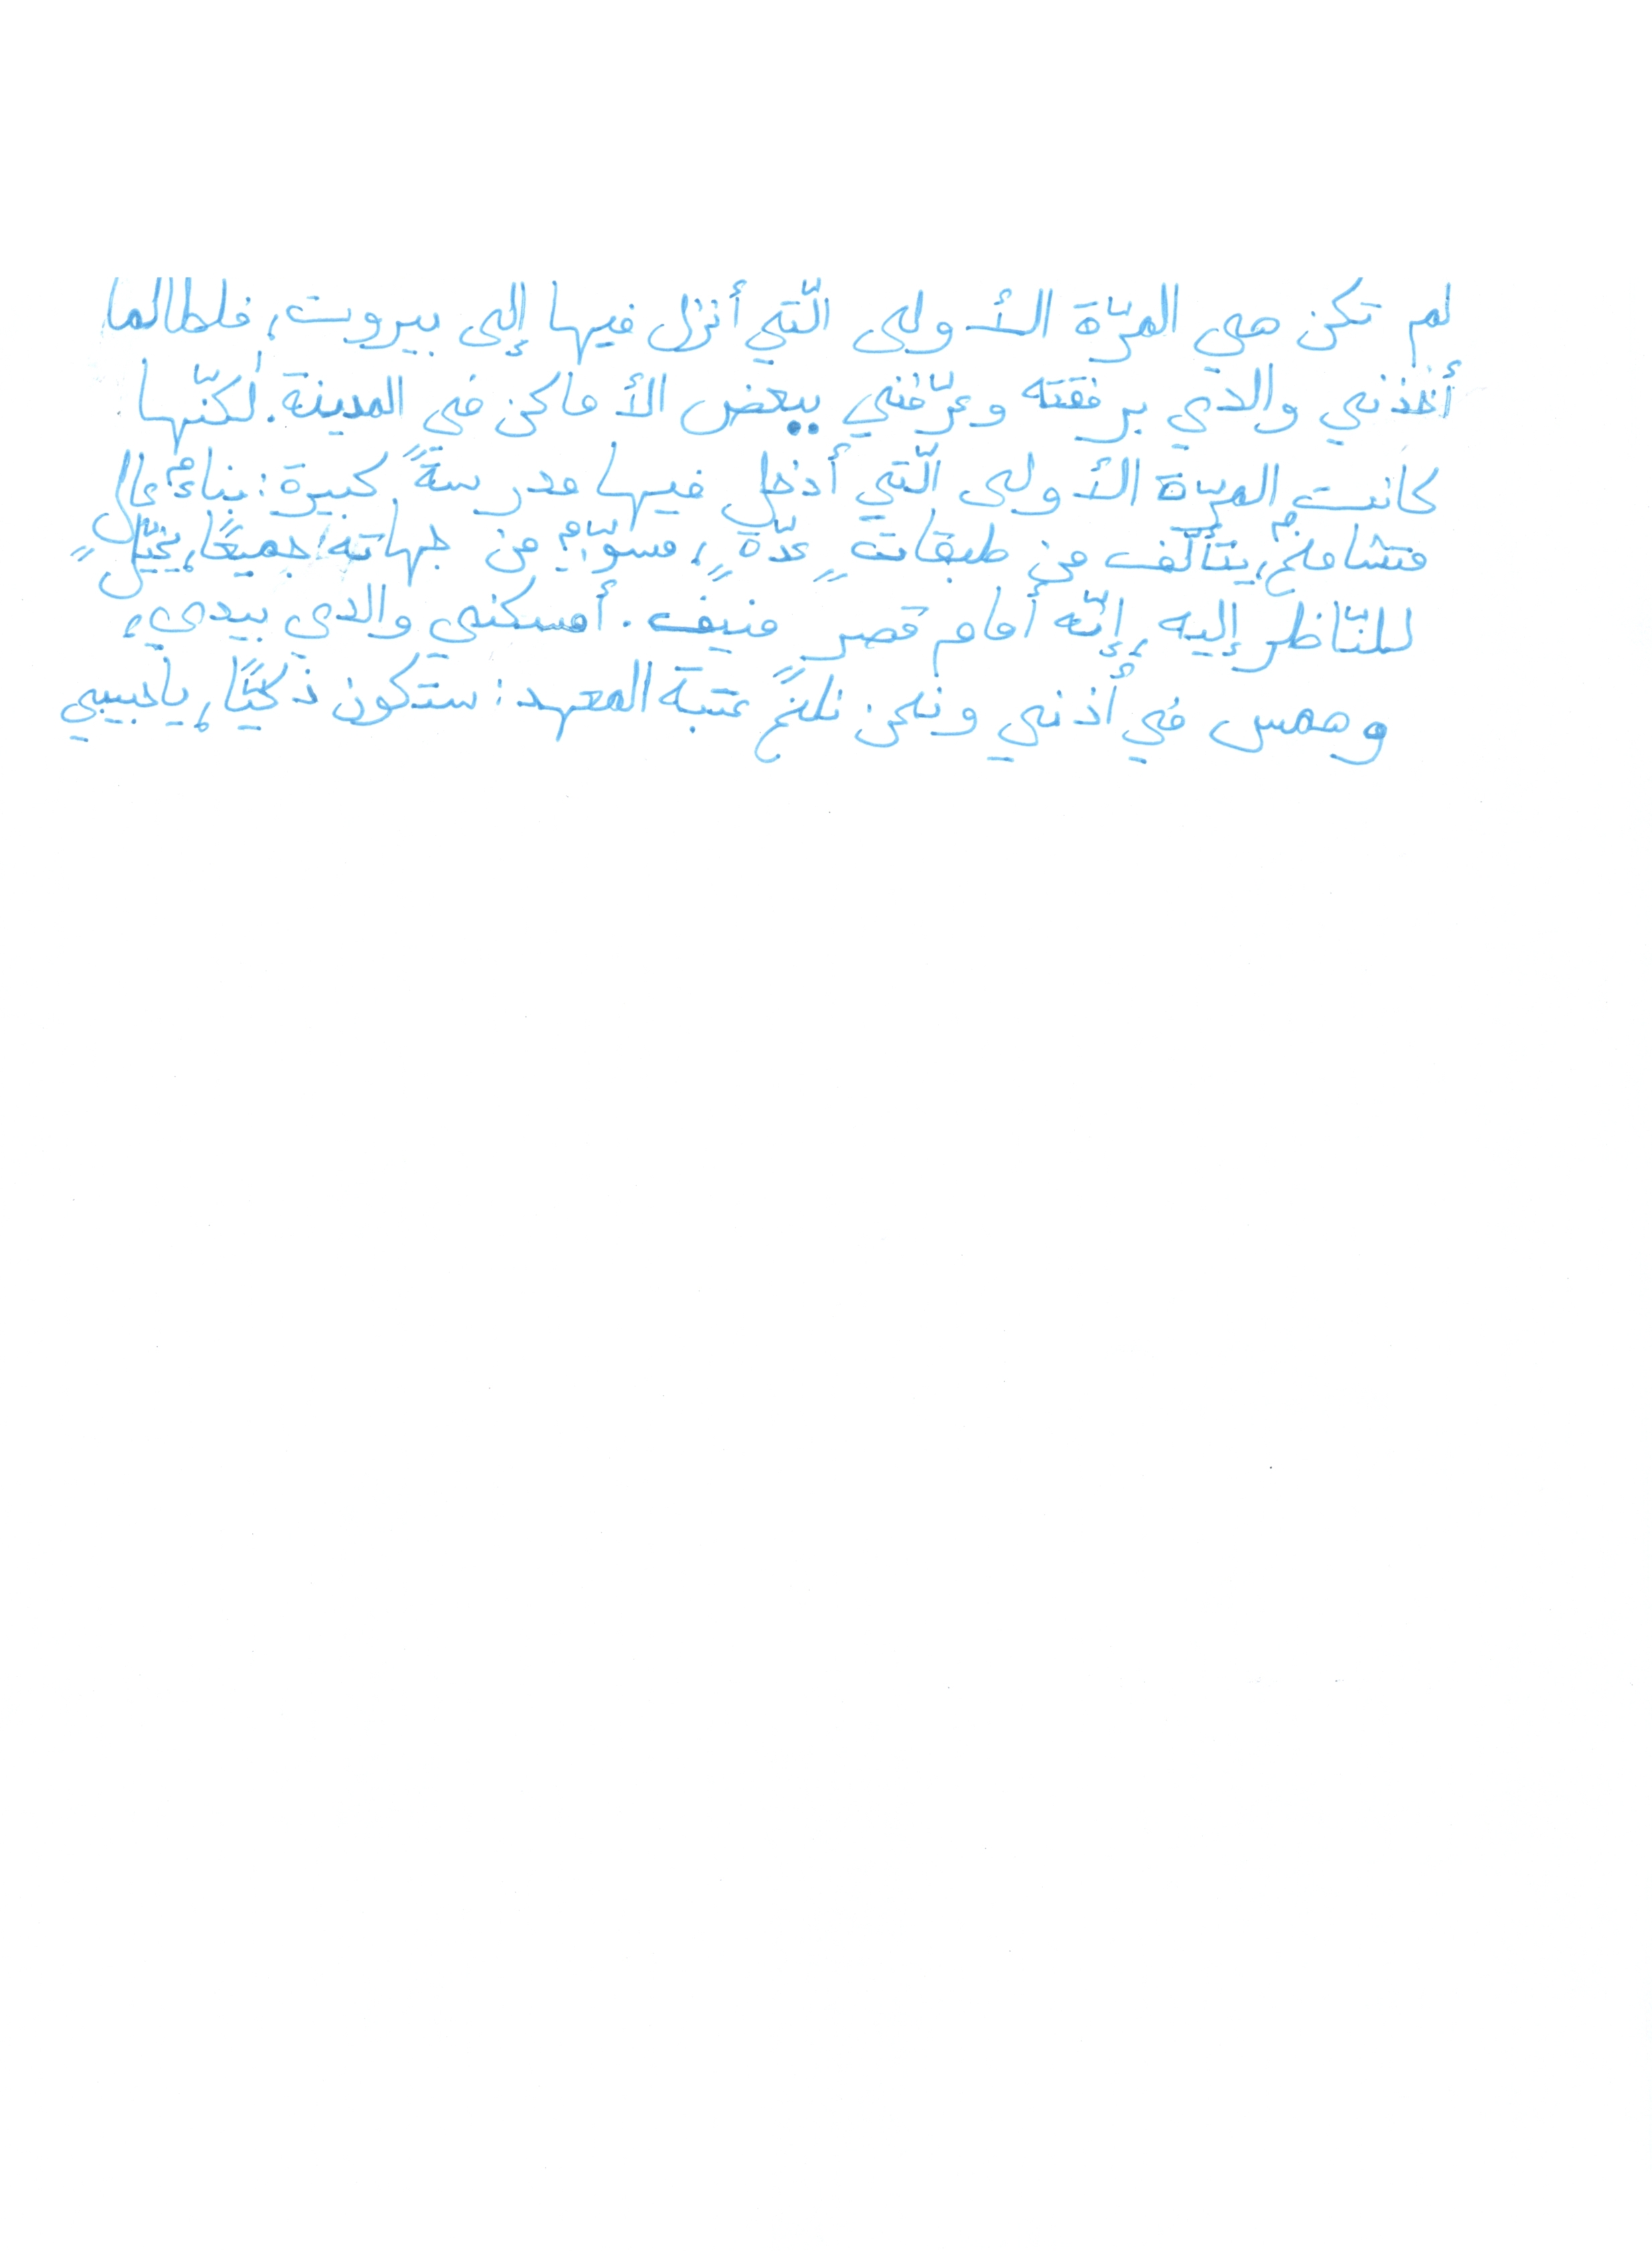 لم تكن هي المرّة الأولى الّتي أنزل فيها إلى بيروت، فلطالما
أخذني والدي برفقته وعرّفني ببعض الأماكن في المدينة. لٰكنّها
كانت المرّة الأولى الّتي أدخل فيها مدرسةً كبيرة: بناءٌ عالٍ
متشامخٌ، يتألّف من طبقاتٍ عدّةٍ، مسوّرٌ من جهاته جميعًا، يخيّل
للنّاظر إليه، إنّه أمام قصر منيف. أمسكني والدي بيدي،
وهمس في أذني ونحن نلجُ عتبة المعهد: ستكون ذكيًّا، يا حبيبي